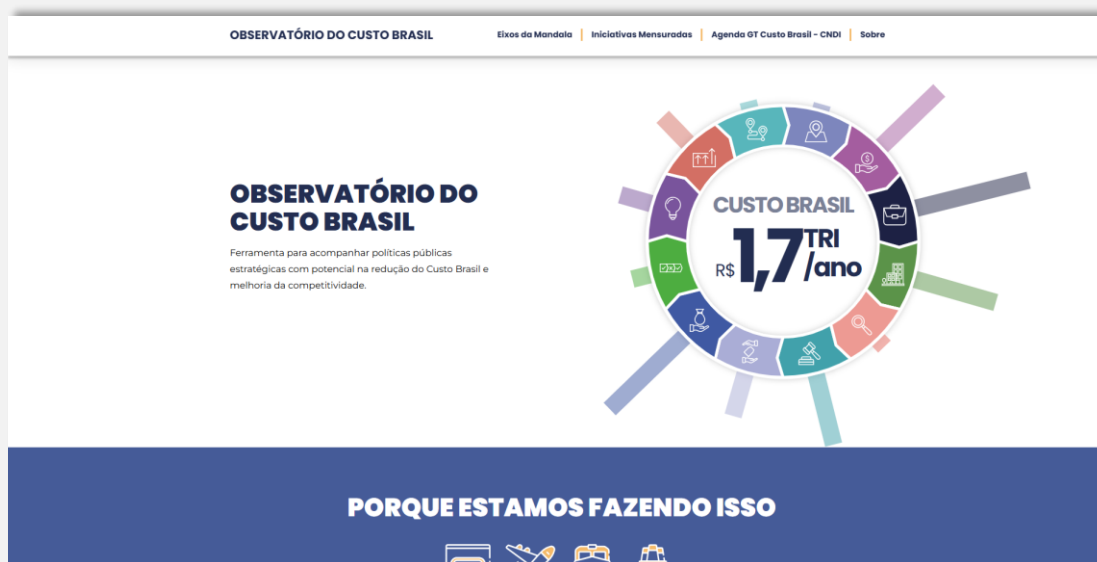 OBSERVATÓRIO DO CUSTO BRASIL
Eixos da Mandala | Iniciativas Mensuradas | Agenda GT Custo Brasil - CNDI | Sobre
OBSERVATÓRIO DO
CUSTO BRASIL
Ferramenta para acompanhar políticas públicas
estratégicas com potencial na redução do Custo Brasil e
melhoria da competitividade.
CUSTO BRASIL
R$ 1,7 TRI
/ano
PORQUE ESTAMOS FAZENDO ISSO